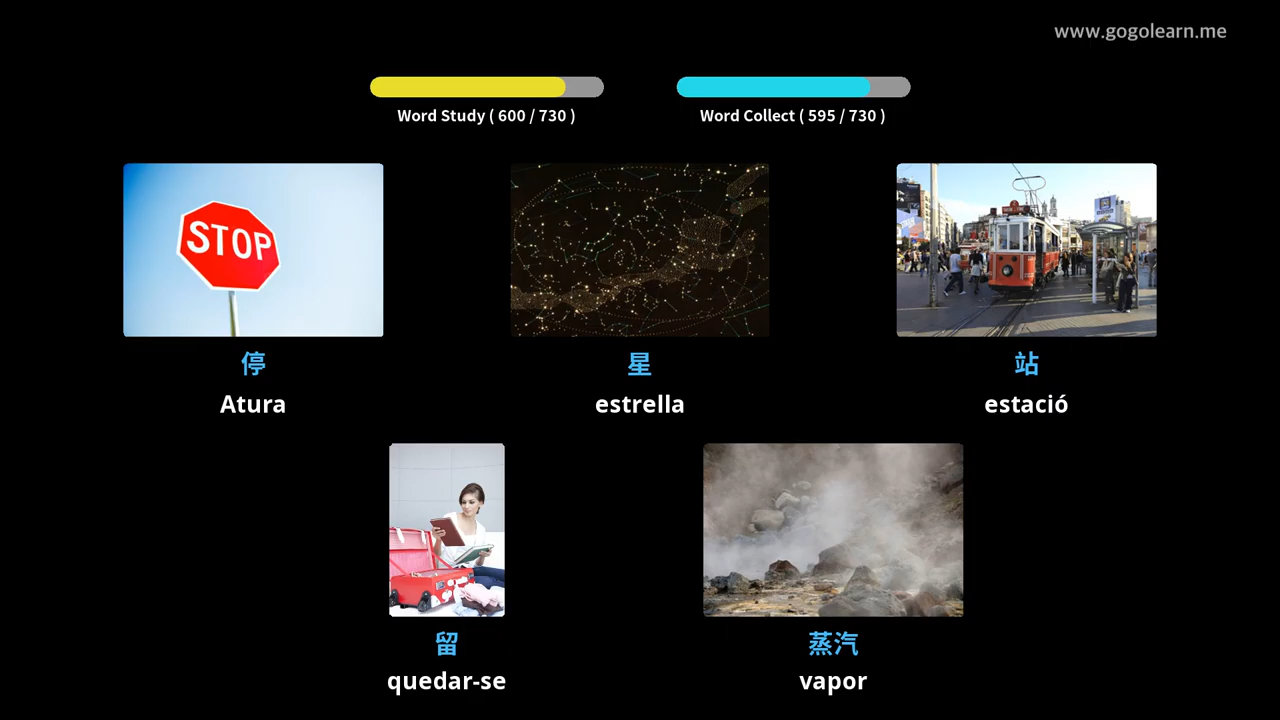 www.gogolearn.me
Word Study ( 600 / 730 )
Word Collect ( 595 / 730 )
STOP
停
星
站
Atura
estrella
estació
留
蒸汽
quedar-se
vapor